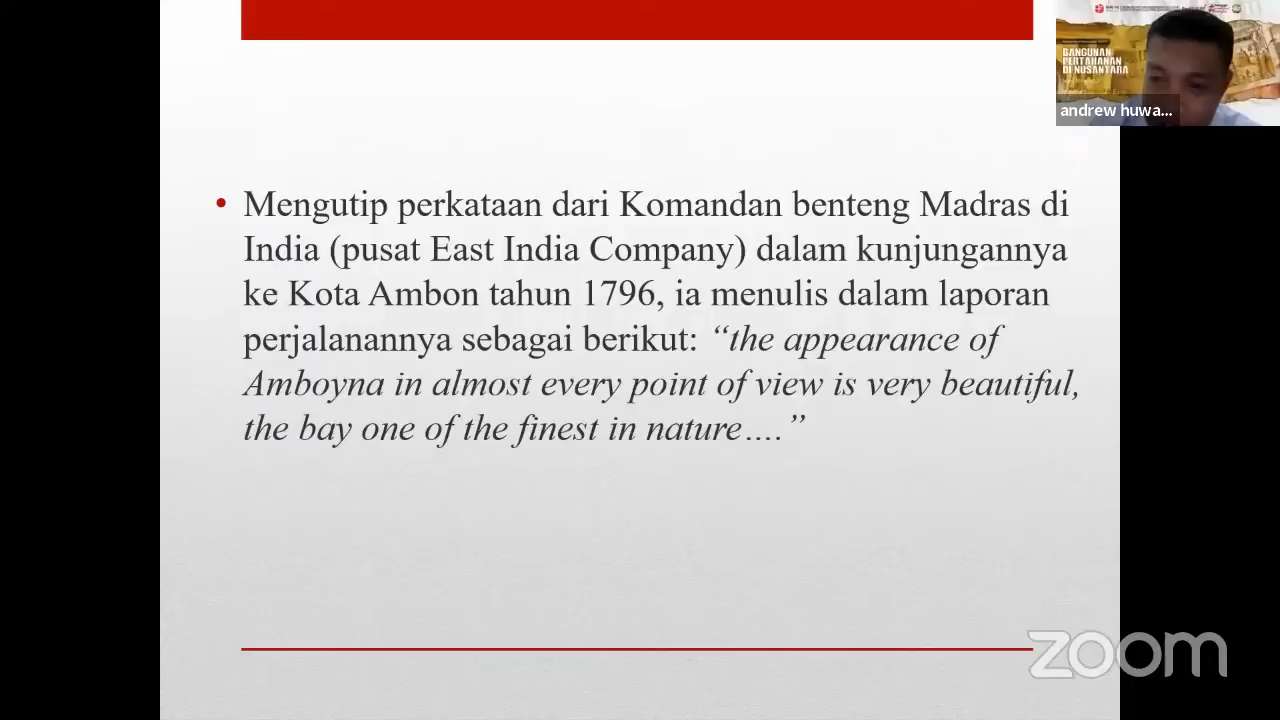 BANGUNAN
PERTAHANAN
DI NUSANTARA
andrew huwa...
• Mengutip perkataan dari Komandan benteng Madras di
India (pusat East India Company) dalam kunjungannya
ke Kota Ambon tahun 1796, ia menulis dalam laporan
perjalanannya sebagai berikut: “the appearance of
Amboyna in almost every point of view is very beautiful,
the bay one of the finest in nature….”
zoom